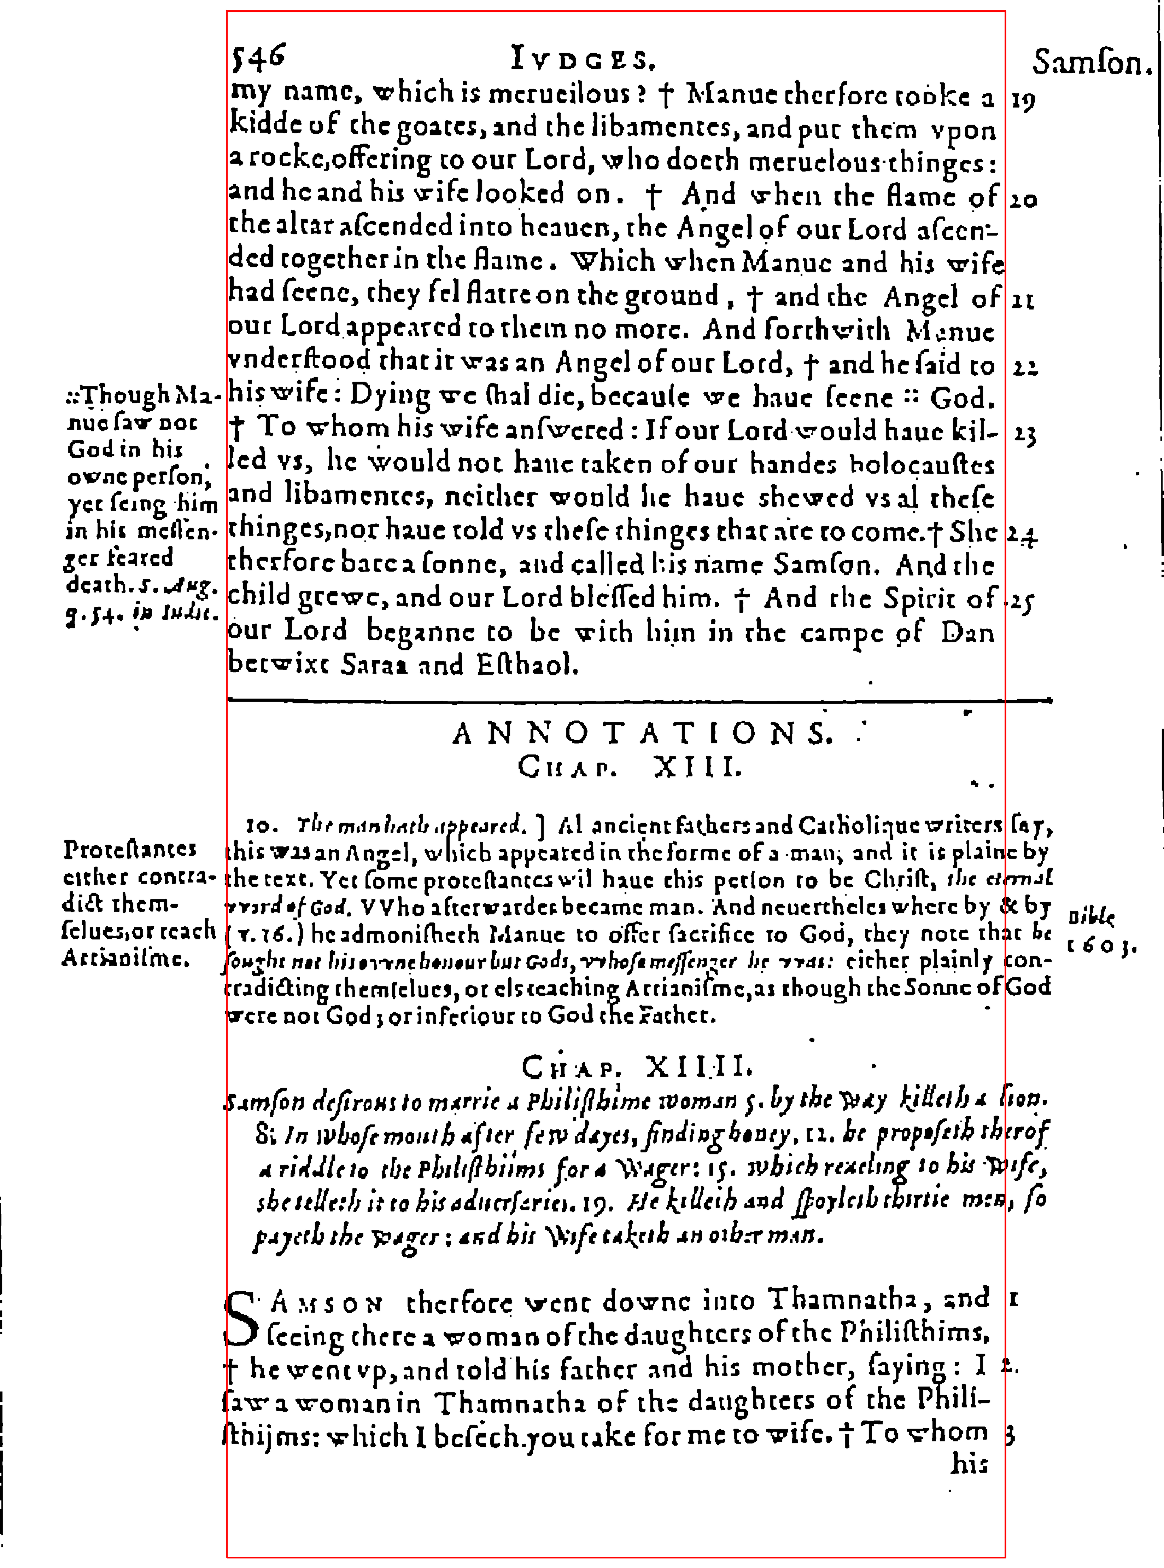 546 IVDGES. Samſon.
my name, which is merueilous? † Manue therfore tooke a 19
kidde of the goates, and the libamentes, and put them vpon
a rocke, offering to our Lord, who doeth meruelous thinges:
and he and his wife looked on. † And when the flame of 20
the altar aſcended into heauen, the Angel of our Lord aſcen-
ded together in the flame. Which when Manue and his wife
had ſeene, they fel flatte on the ground, † and the Angel of 21
our Lord appeared to them no more. And forthwith Manue
vnderſtood that it was an Angel of our Lord, † and he ſaid to 22
his wife: Dying we ſhal die, becauſe we haue ſeene :: God.
† To whom his wife anſwered: If our Lord would haue kil- 23
led vs, he would not haue taken of our handes holocauſtes
and libamentes, neither would he haue shewed vs al theſe
thinges, nor haue told vs theſe thinges that are to come. † She 24
therfore bare a ſonne, and called his name Samſon. And the
child grewe, and our Lord bleſſed him. † And the Spirit of 25
our Lord beganne to be with him in the campe of Dan
betwixt Saraa and Eſthaol.
:: Though Ma-
nue ſaw not
God in his
owne perſon,
yet ſeing him
in his meſſen-
ger feared
death. S. Aug.
q. 54. in Iudic.
ANNOTATIONS.
CHAP. XIII.
10. The man hath appeared. ] Al ancient fathers and Catholique writers ſay,
this was an Angel, which appeared in the forme of a man; and it is plaine by
the text. Yet ſome proteſtantes wil haue this perſon to be Chriſt, the eternal
vvord of God. VVho afterwardes became man. And neuertheles where by & by
(v. 16.) he admoniſheth Manue to offer ſacrifice to God, they note that he
ſought not his ovvne honour but Gods, vvhoſe meſſenger he vvas: either plainly con-
tradicting themſelues, or els teaching Arrianiſme, as though the Sonne of God
were not God; or inferiour to God the Father.
Proteſtantes
either contra-
dict them-
ſelues, or teach
Arrianiſme.
Bible
1603.
CHAP. XIIII.
Samſon deſirous to marrie a Philiſthime woman 5. by the way killeth a lion.
8. In whoſe mouth after few dayes, finding honey, 12. he propoſeth therof
a riddle to the Philiſthiims for a wager: 15. which reueling to his wife,
she telleth it to his aduerſaries. 19. He killeth and ſpoyleth thirtie men, ſo
payeth the wager: and his wife taketh an other man.
SAMSON therfore went downe into Thamnatha, and 1
ſeeing there a woman of the daughters of the Philiſthims,
† he went vp, and told his father and his mother, ſaying: I 2.
ſaw a woman in Thamnatha of the daughters of the Phili-
ſthijms: which I beſech you take for me to wife. † To whom 3
his